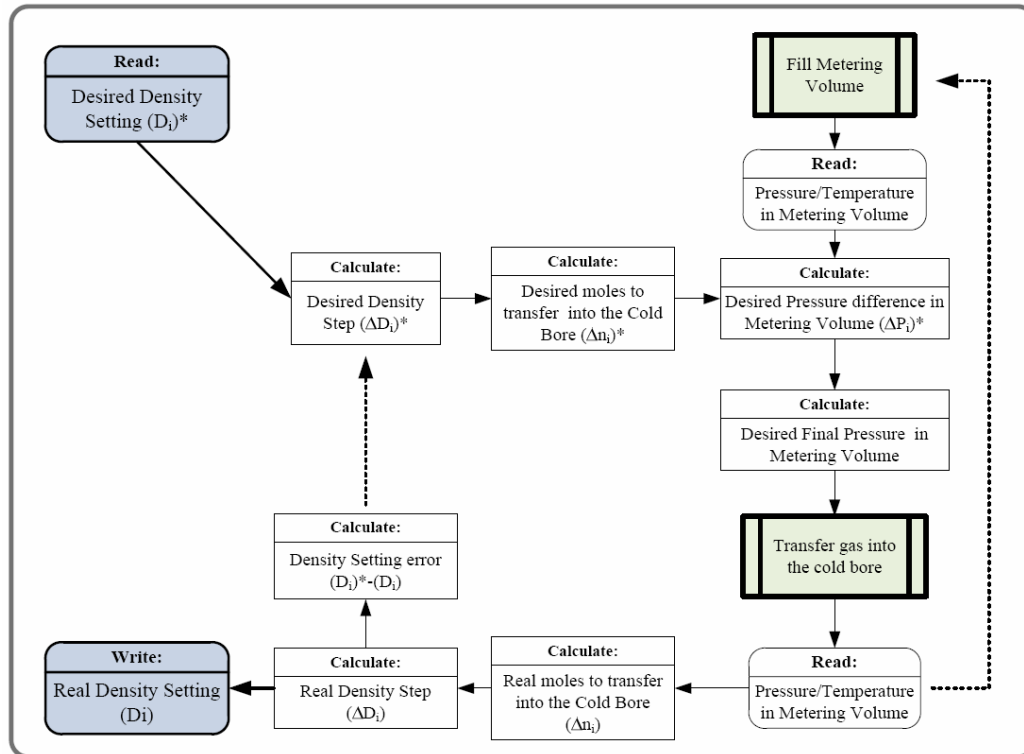 Read:
Desired Density
Setting (Dᵢ)*
Fill Metering
Volume
Read:
Pressure/Temperature
in Metering Volume
Calculate:
Desired Density
Step (ΔDᵢ)*
Calculate:
Desired moles to
transfer into the Cold
Bore (Δnᵢ)*
Calculate:
Desired Pressure difference in
Metering Volume (ΔPᵢ)*
Calculate:
Desired Final Pressure in
Metering Volume
Transfer gas into
the cold bore
Calculate:
Density Setting error
(Dᵢ)*-(Dᵢ)
Write:
Real Density Setting
(Di)
Calculate:
Real Density Step
(ΔDᵢ)
Calculate:
Real moles to transfer
into the Cold Bore
(Δnᵢ)
Read:
Pressure/Temperature
in Metering Volume